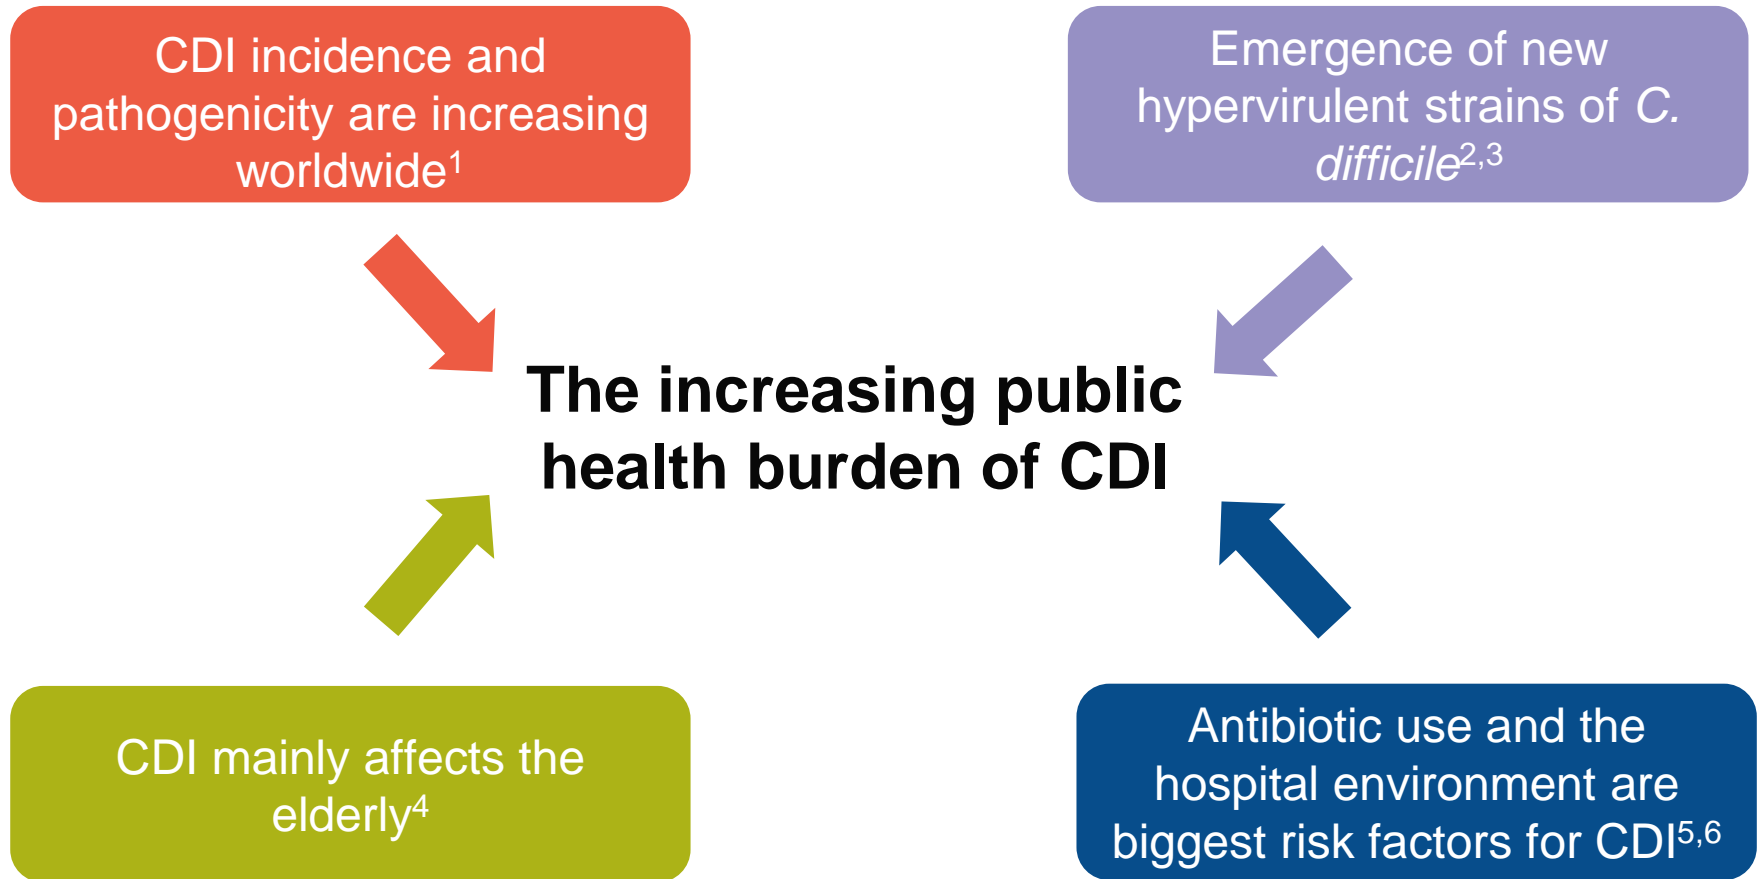 CDI incidence and
pathogenicity are increasing
worldwide¹
Emergence of new
hypervirulent strains of C.
difficile²,³
The increasing public
health burden of CDI
CDI mainly affects the
elderly⁴
Antibiotic use and the
hospital environment are
biggest risk factors for CDI⁵,⁶